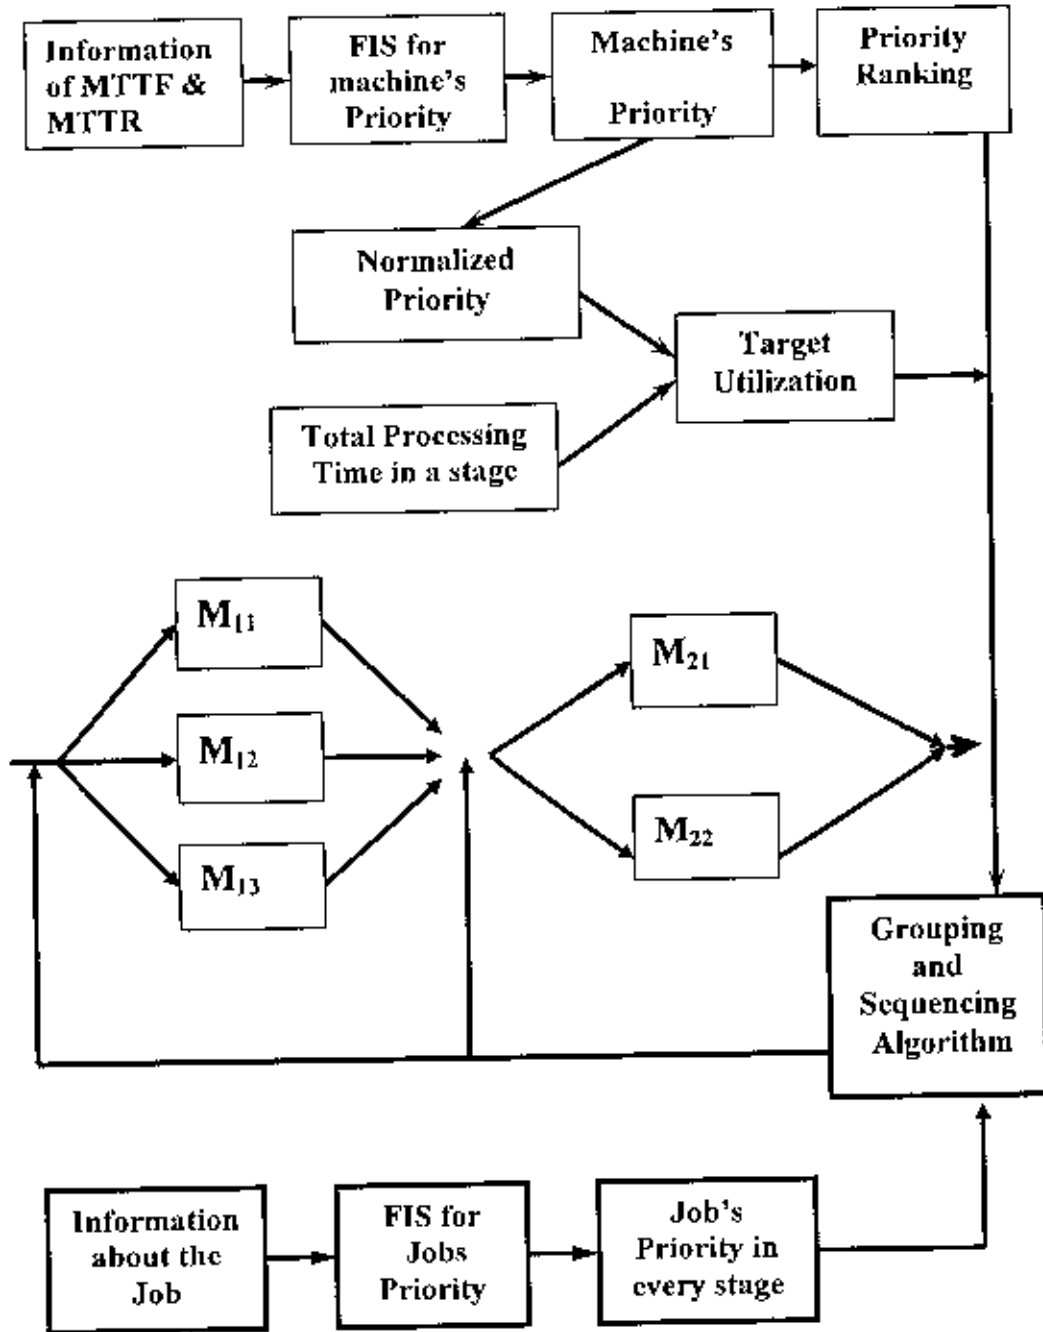 Information
of MTTF &
MTTR
FIS for
machine's
Priority
Machine's
Priority
Priority
Ranking
Normalized
Priority
Target
Utilization
Total Processing
Time in a stage
M₁₁
M₁₂
M₁₃
M₂₁
M₂₂
Grouping
and
Sequencing
Algorithm
Information
about the
Job
FIS for
Jobs
Priority
Job's
Priority in
every stage